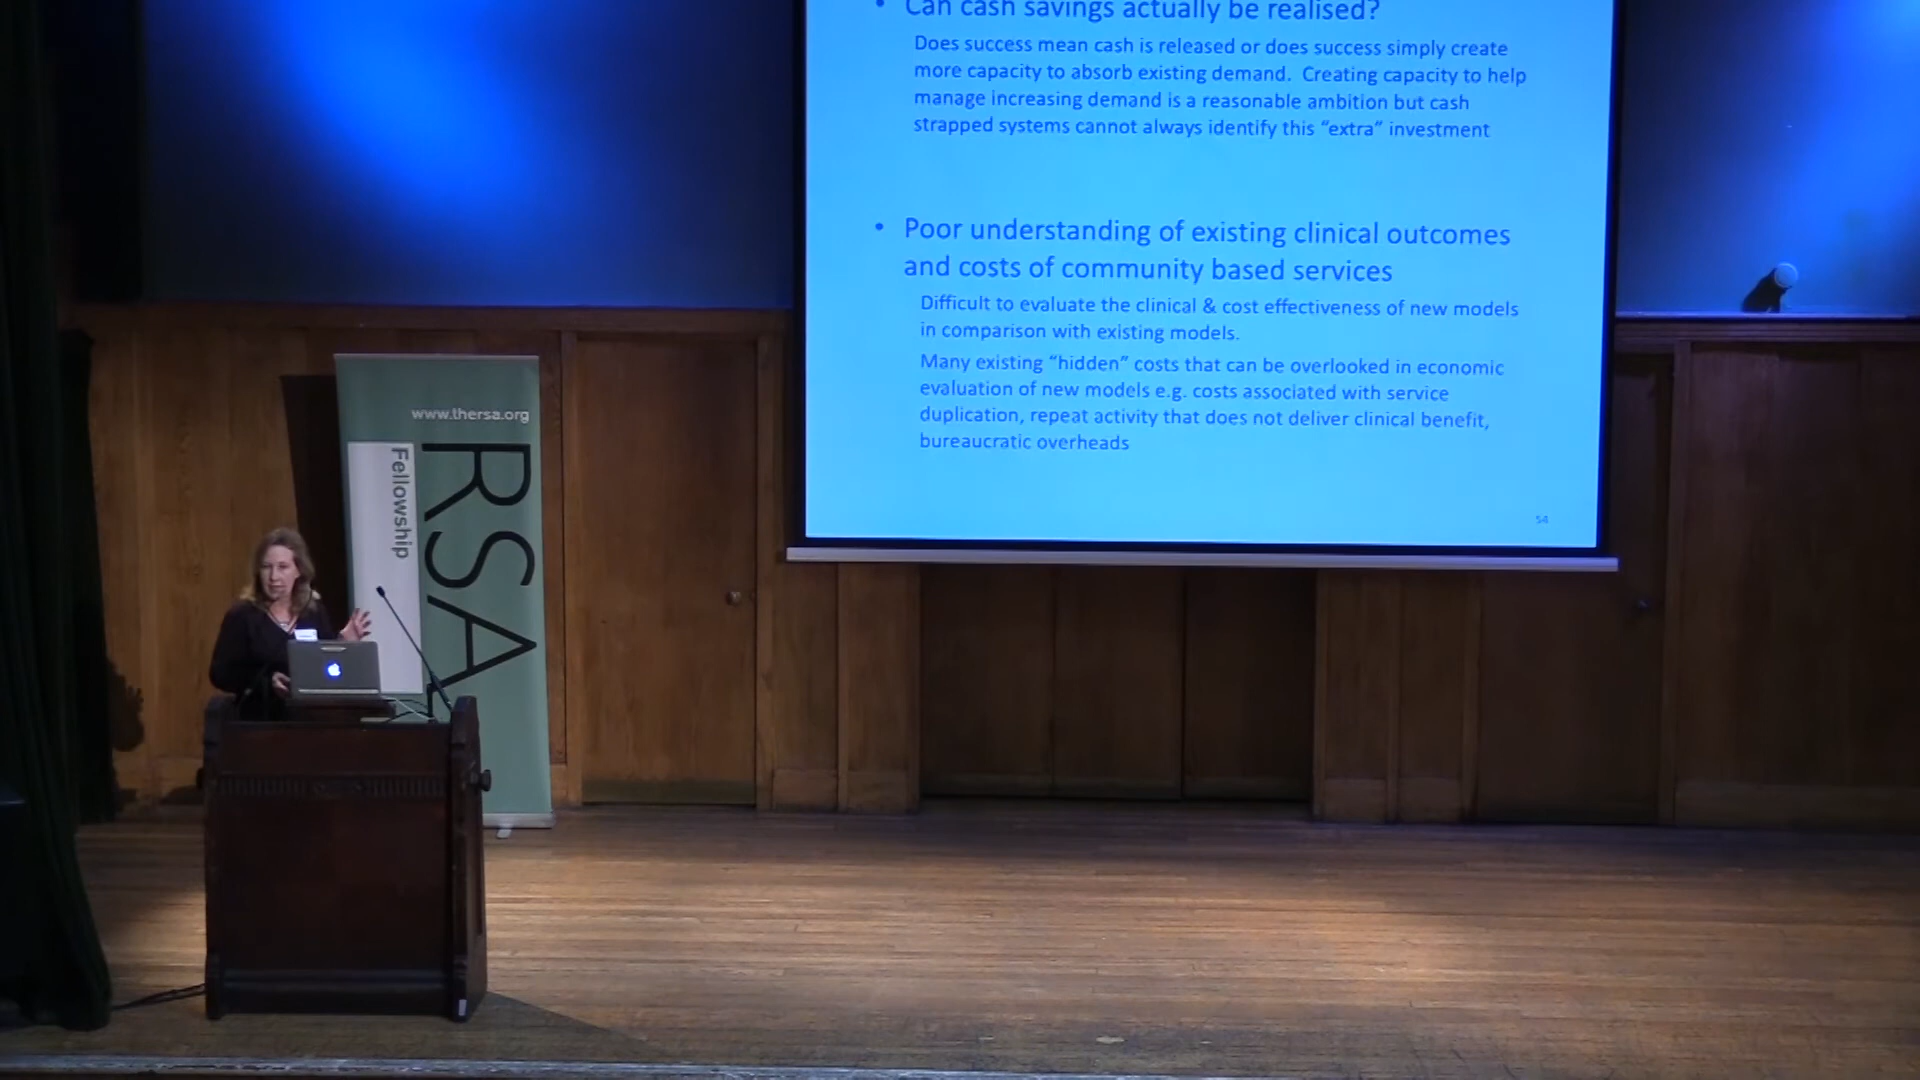 • Can cash savings actually be realised?
Does success mean cash is released or does success simply create
more capacity to absorb existing demand. Creating capacity to help
manage increasing demand is a reasonable ambition but cash
strapped systems cannot always identify this “extra” investment
• Poor understanding of existing clinical outcomes
and costs of community based services
Difficult to evaluate the clinical & cost effectiveness of new models
in comparison with existing models.
Many existing “hidden” costs that can be overlooked in economic
evaluation of new models e.g. costs associated with service
duplication, repeat activity that does not deliver clinical benefit,
bureaucratic overheads
54
www.thersa.org
RSA
Fellowship